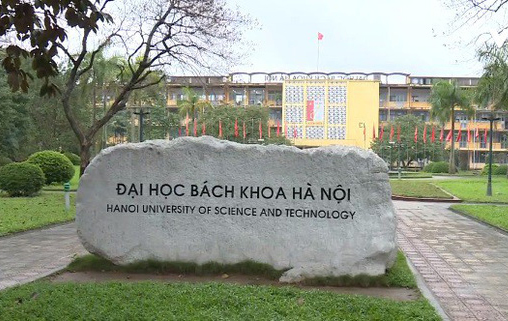 ĐẠI HỌC BÁCH KHOA HÀ NỘI
HANOI UNIVERSITY OF SCIENCE AND TECHNOLOGY